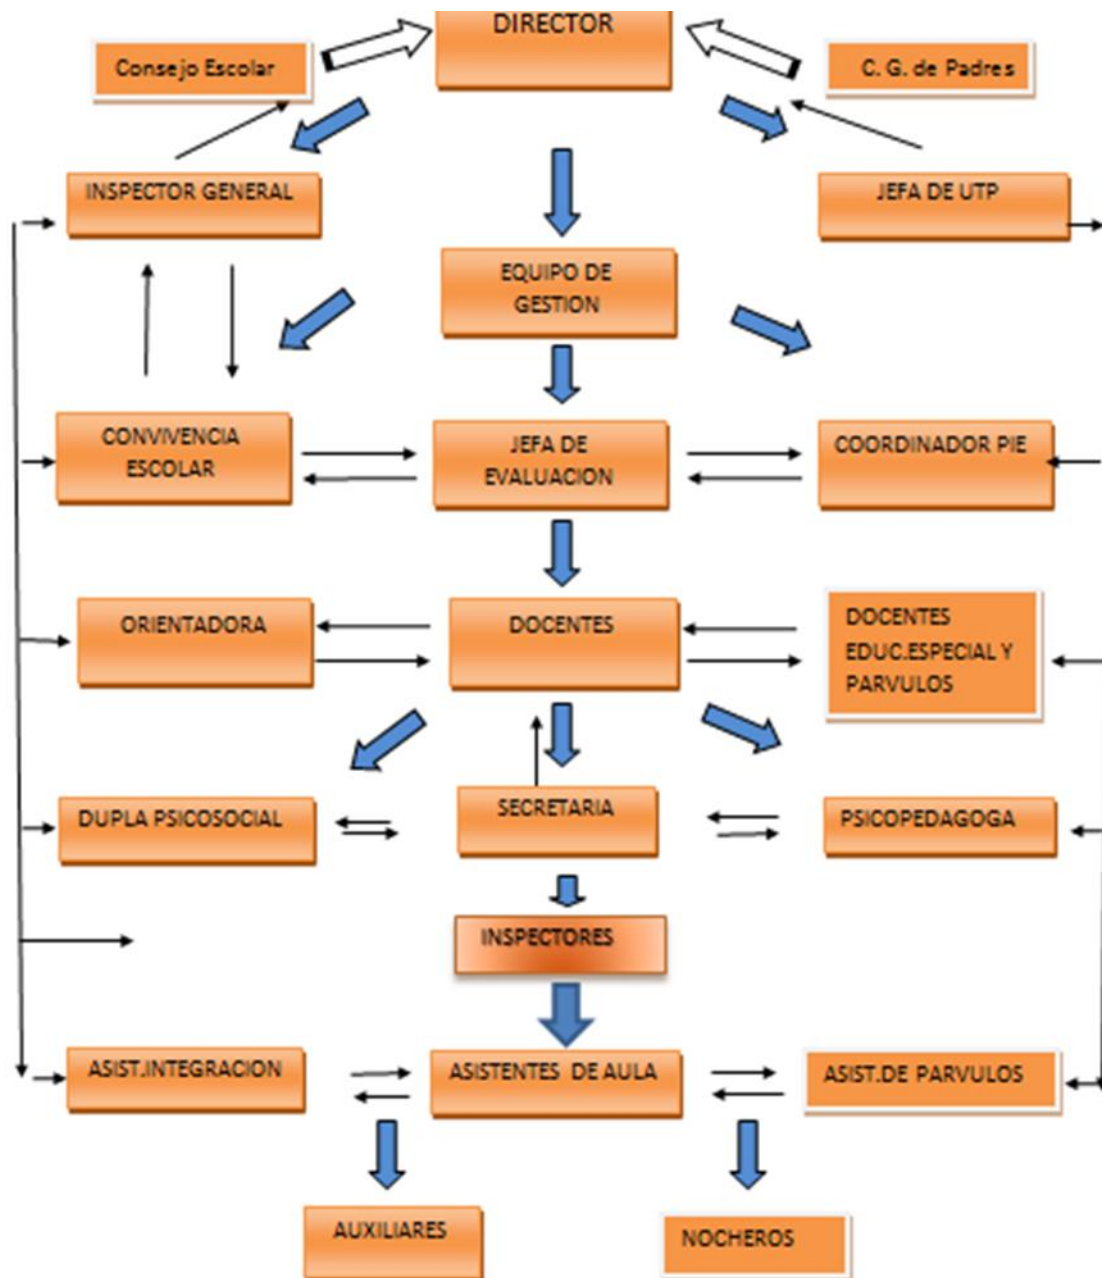 DIRECTOR
Consejo Escolar
C. G. de Padres
INSPECTOR GENERAL
JEFA DE UTP
EQUIPO DE
GESTION
CONVIVENCIA
ESCOLAR
JEFA DE
EVALUACION
COORDINADOR PIE
ORIENTADORA
DOCENTES
DOCENTES
EDUC.ESPECIAL Y
PARVULOS
DUPLA PSICOSOCIAL
SECRETARIA
PSICOPEDAGOGA
INSPECTORES
ASIST.INTEGRACION
ASISTENTES DE AULA
ASIST.DE PARVULOS
AUXILIARES
NOCHEROS